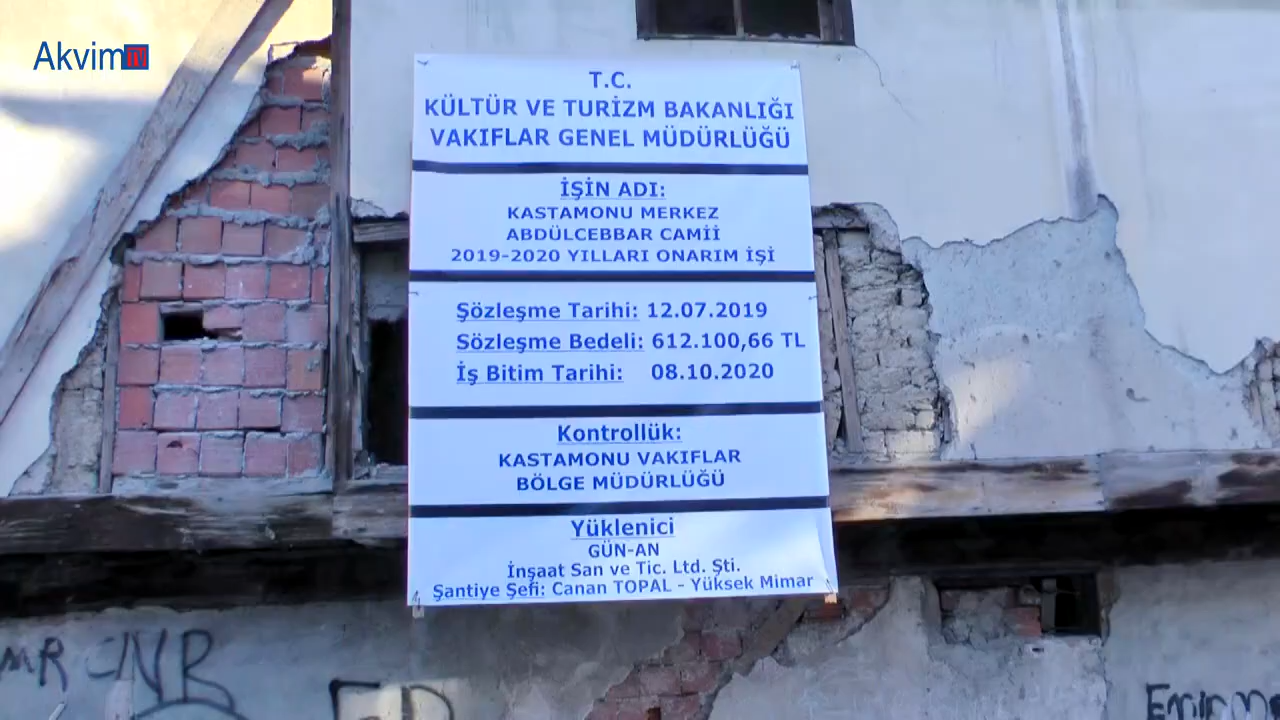 Akvim TV
T.C.
KÜLTÜR VE TURİZM BAKANLIĞI
VAKIFLAR GENEL MÜDÜRLÜĞÜ
İŞİN ADI:
KASTAMONU MERKEZ
ABDÜLCEBBAR CAMİİ
2019-2020 YILLARI ONARIM İŞİ
Şözleşme Tarihi: 12.07.2019
Sözleşme Bedeli: 612.100,66 TL
İş Bitim Tarihi: 08.10.2020
Kontrollük:
KASTAMONU VAKIFLAR
BÖLGE MÜDÜRLÜĞÜ
Yüklenici
GÜN-AN
İnşaat San ve Tic. Ltd. Şti.
Şantiye Şefi: Canan TOPAL - Yüksek Mimar